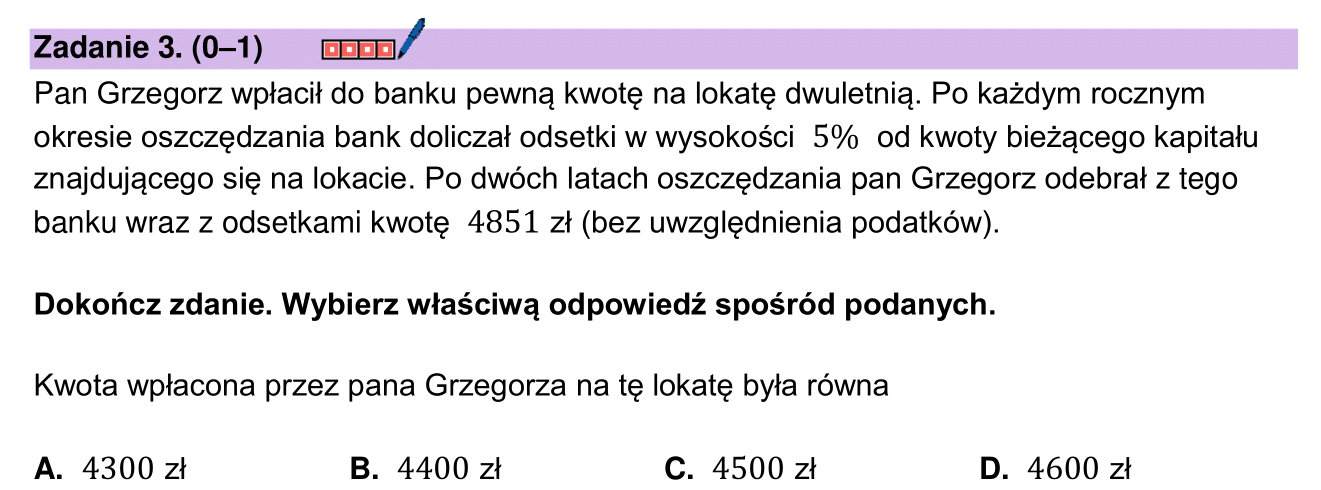 Zadanie 3. (0–1)
Pan Grzegorz wpłacił do banku pewną kwotę na lokatę dwuletnią. Po każdym rocznym
okresie oszczędzania bank doliczał odsetki w wysokości 5% od kwoty bieżącego kapitału
znajdującego się na lokacie. Po dwóch latach oszczędzania pan Grzegorz odebrał z tego
banku wraz z odsetkami kwotę 4851 zł (bez uwzględnienia podatków).
Dokończ zdanie. Wybierz właściwą odpowiedź spośród podanych.
Kwota wpłacona przez pana Grzegorza na tę lokatę była równa
A. 4300 zł B. 4400 zł C. 4500 zł D. 4600 zł